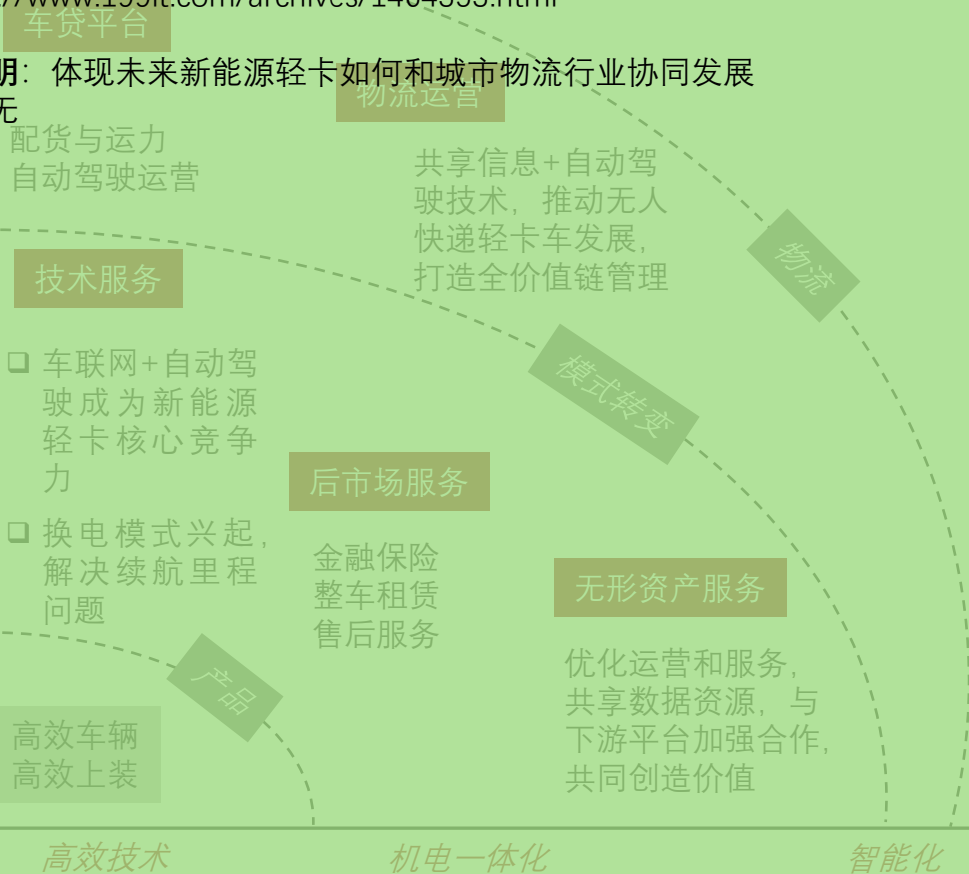 //www.199it.com/archives/1404393.html
车贷平台
明：体现未来新能源轻卡如何和城市物流行业协同发展
无
物流运营
配货与运力
自动驾驶运营
共享信息+自动驾
驶技术，推动无人
快递轻卡车发展，
打造全价值链管理
物流
技术服务
模式转变
❑ 车联网+自动驾
驶成为新能源
轻卡核心竞争
力
❑ 换电模式兴起，
解决续航里程
问题
后市场服务
金融保险
整车租赁
售后服务
无形资产服务
优化运营和服务，
共享数据资源，与
下游平台加强合作，
共同创造价值
产品
高效车辆
高效上装
高效技术
机电一体化
智能化